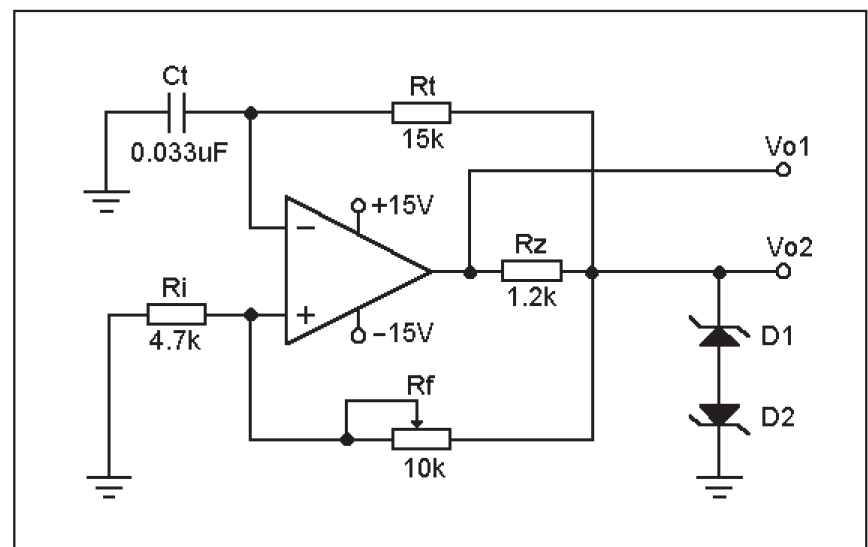 Ct
0.033uF
Rt
15k
Vo1
+15V
−
Rz
1.2k
Vo2
Ri
4.7k
+
−15V
D1
Rf
10k
D2